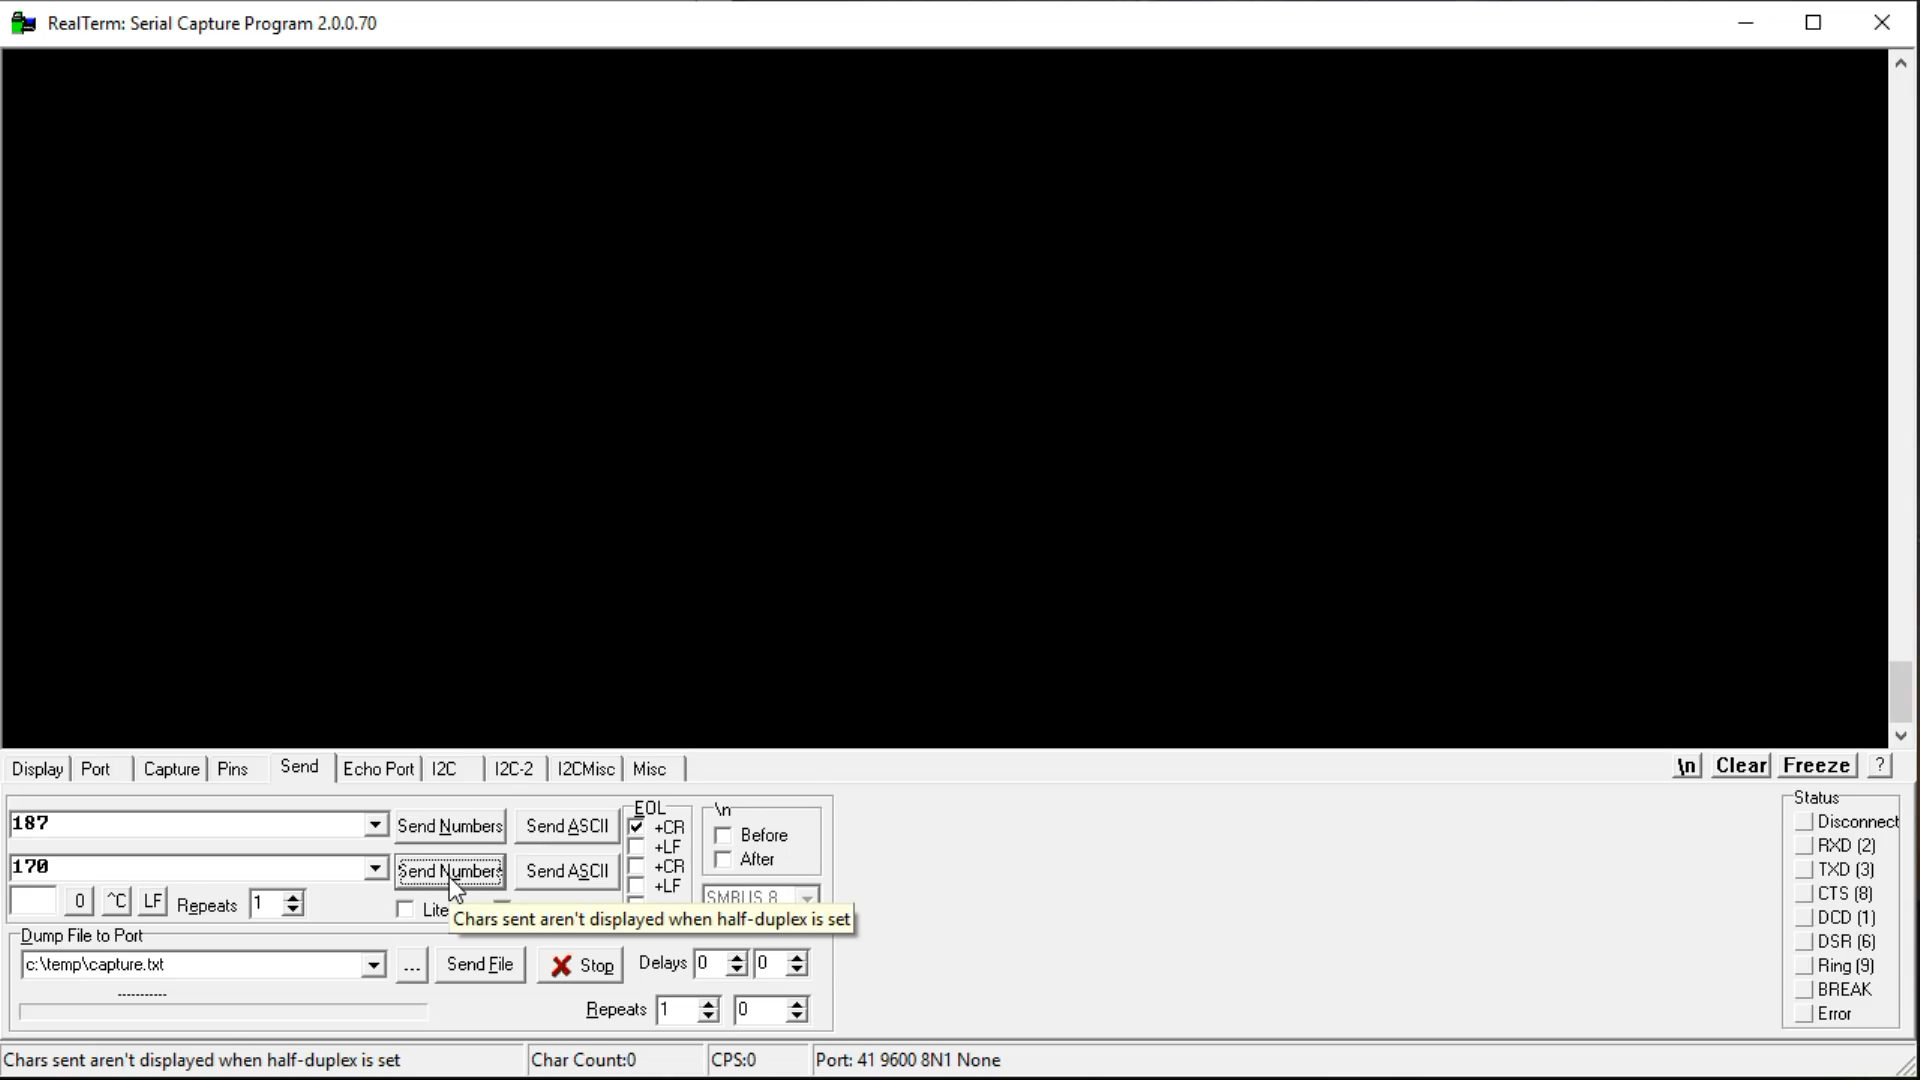 RealTerm: Serial Capture Program 2.0.0.70
Display Port Capture Pins Send Echo Port I2C I2C-2 I2CMisc Misc \n Clear Freeze ?
187 Send Numbers Send ASCII
170 Send Numbers Send ASCII
0 ^C LF Repeats 1
EOL
+CR
+LF
+CR
+LF
\n
Before
After
SMBUS 8
Chars sent aren't displayed when half-duplex is set
Dump File to Port
c:\temp\capture.txt ... Send File Stop Delays 0 0
-----------
Repeats 1 0
Status
Disconnect
RXD (2)
TXD (3)
CTS (8)
DCD (1)
DSR (6)
Ring (9)
BREAK
Error
Chars sent aren't displayed when half-duplex is set Char Count:0 CPS:0 Port: 41 9600 8N1 None